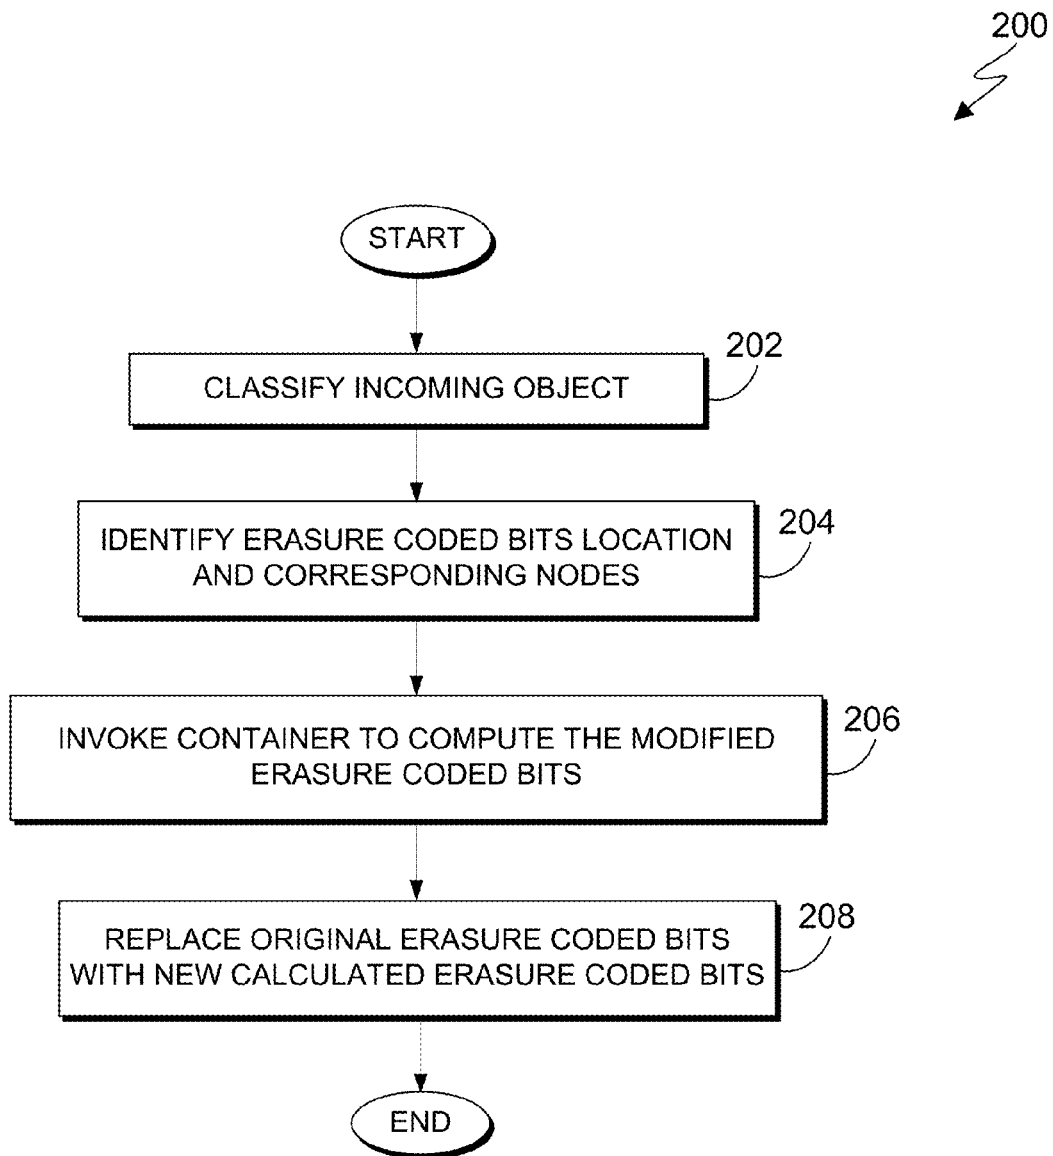 200
START
CLASSIFY INCOMING OBJECT
202
IDENTIFY ERASURE CODED BITS LOCATION
AND CORRESPONDING NODES
204
INVOKE CONTAINER TO COMPUTE THE MODIFIED
ERASURE CODED BITS
206
REPLACE ORIGINAL ERASURE CODED BITS
WITH NEW CALCULATED ERASURE CODED BITS
208
END